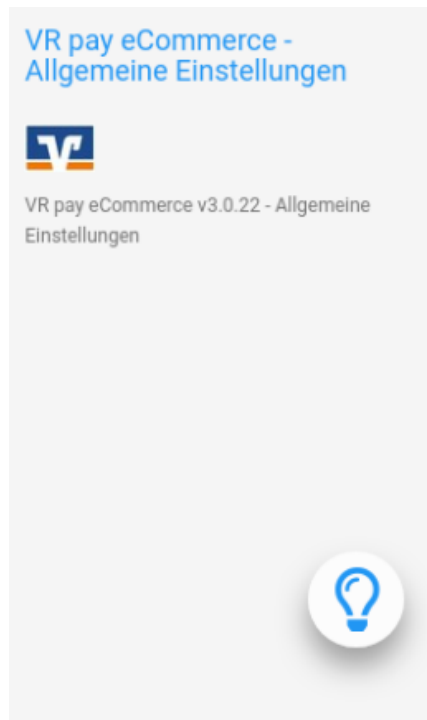 VR pay eCommerce -
Allgemeine Einstellungen
VR pay eCommerce v3.0.22 - Allgemeine
Einstellungen